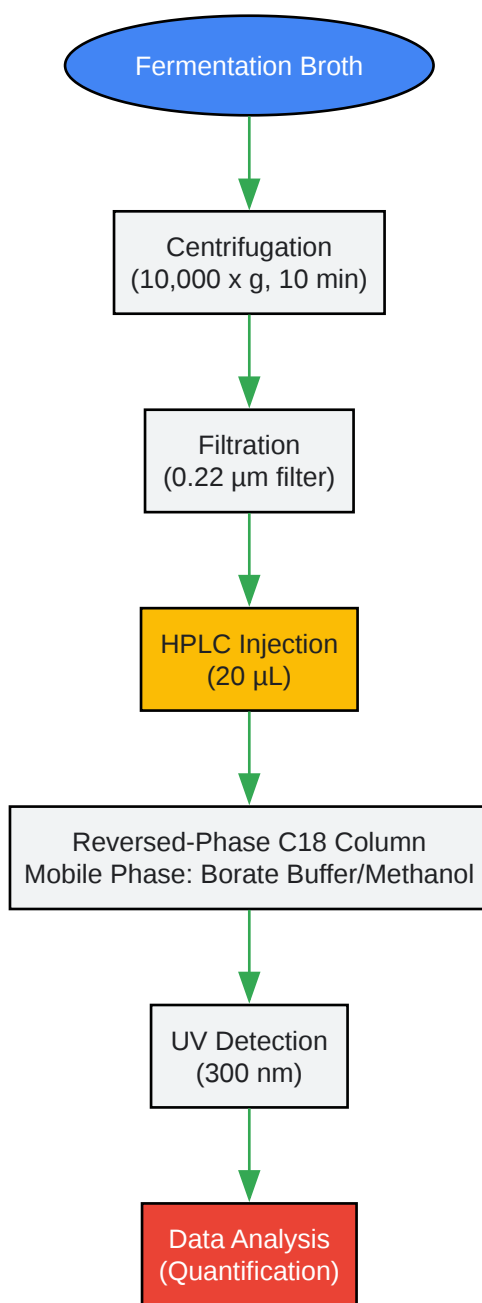 Fermentation Broth
Centrifugation
(10,000 x g, 10 min)
Filtration
(0.22 µm filter)
HPLC Injection
(20 µL)
Reversed-Phase C18 Column
Mobile Phase: Borate Buffer/Methanol
UV Detection
(300 nm)
Data Analysis
(Quantification)